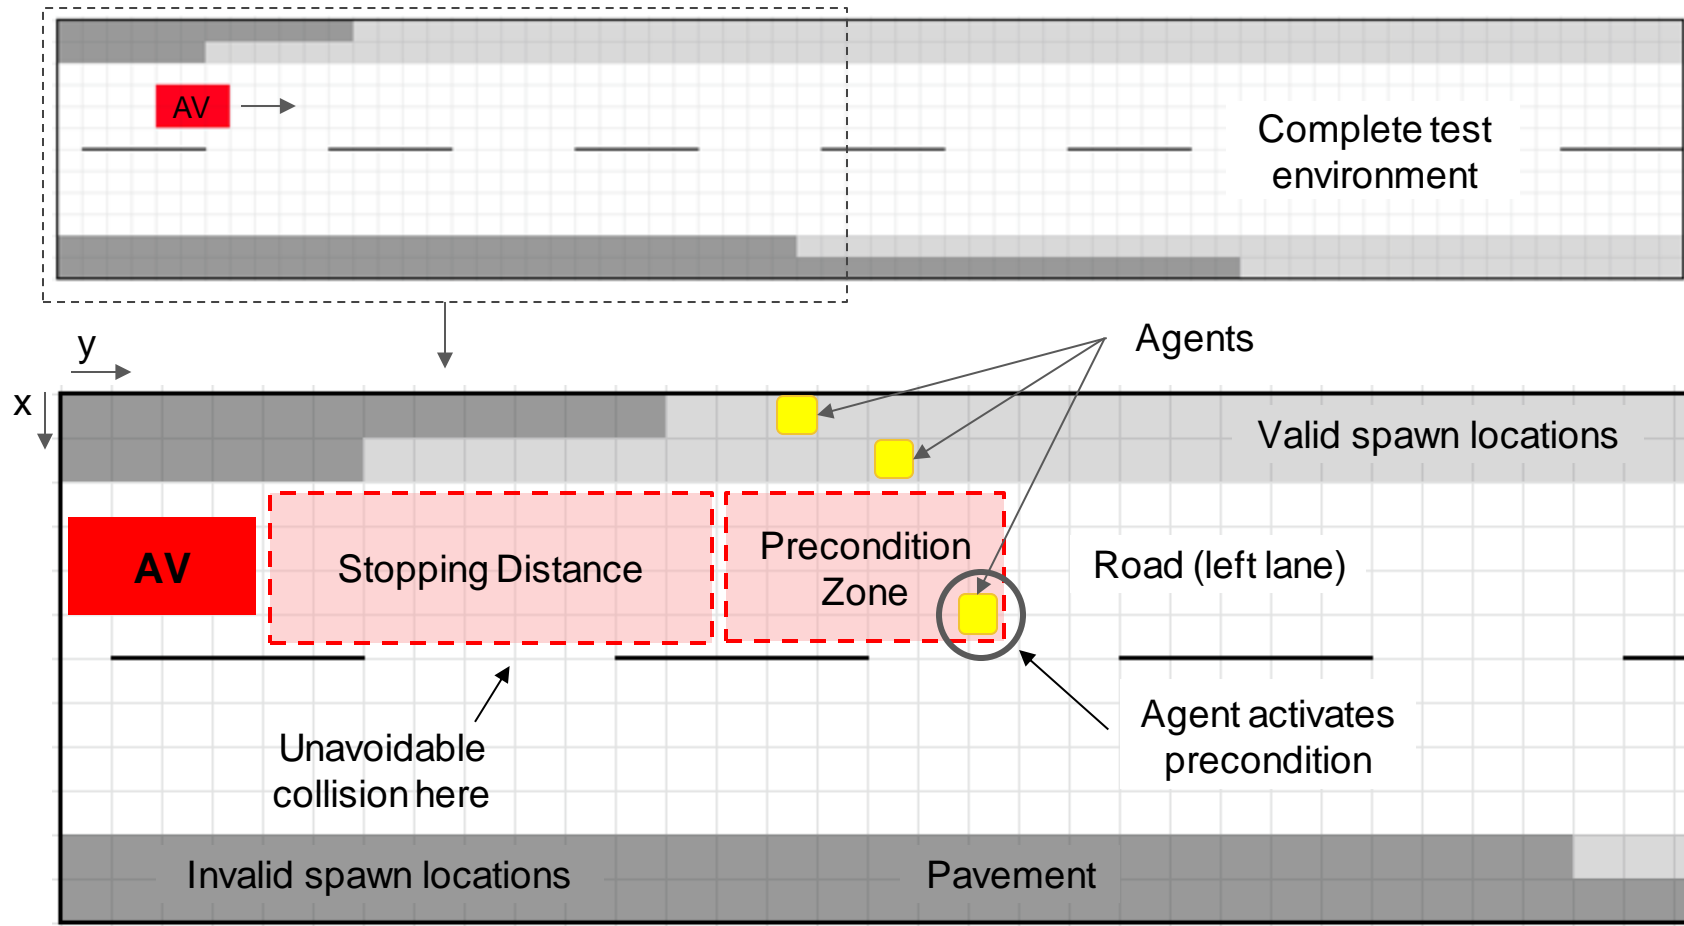 AV
Complete test
environment
y
x
Agents
Valid spawn locations
AV
Stopping Distance
Precondition
Zone
Road (left lane)
Unavoidable
collision here
Agent activates
precondition
Invalid spawn locations
Pavement